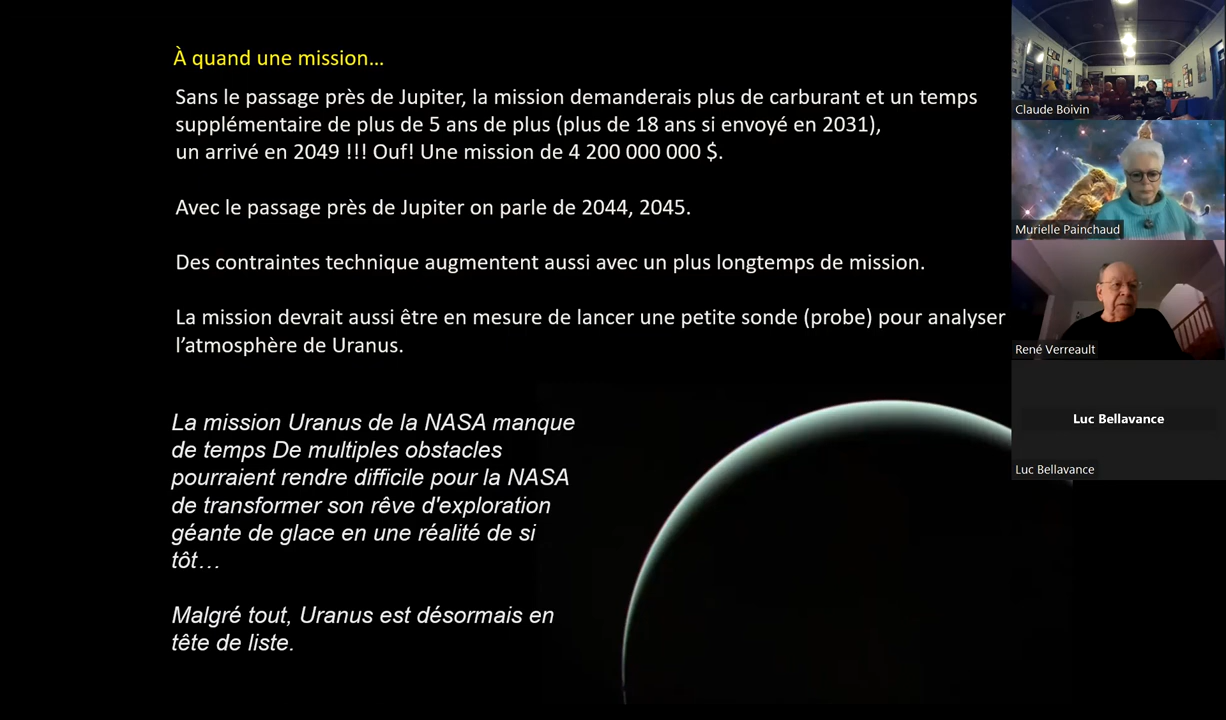 À quand une mission…
Sans le passage près de Jupiter, la mission demanderais plus de carburant et un temps
supplémentaire de plus de 5 ans de plus (plus de 18 ans si envoyé en 2031),
un arrivé en 2049 !!! Ouf! Une mission de 4 200 000 000 $.
Avec le passage près de Jupiter on parle de 2044, 2045.
Des contraintes technique augmentent aussi avec un plus longtemps de mission.
La mission devrait aussi être en mesure de lancer une petite sonde (probe) pour analyser
l’atmosphère de Uranus.
La mission Uranus de la NASA manque
de temps De multiples obstacles
pourraient rendre difficile pour la NASA
de transformer son rêve d'exploration
géante de glace en une réalité de si
tôt…
Malgré tout, Uranus est désormais en
tête de liste.
Claude Boivin
Murielle Painchaud
René Verreault
Luc Bellavance
Luc Bellavance